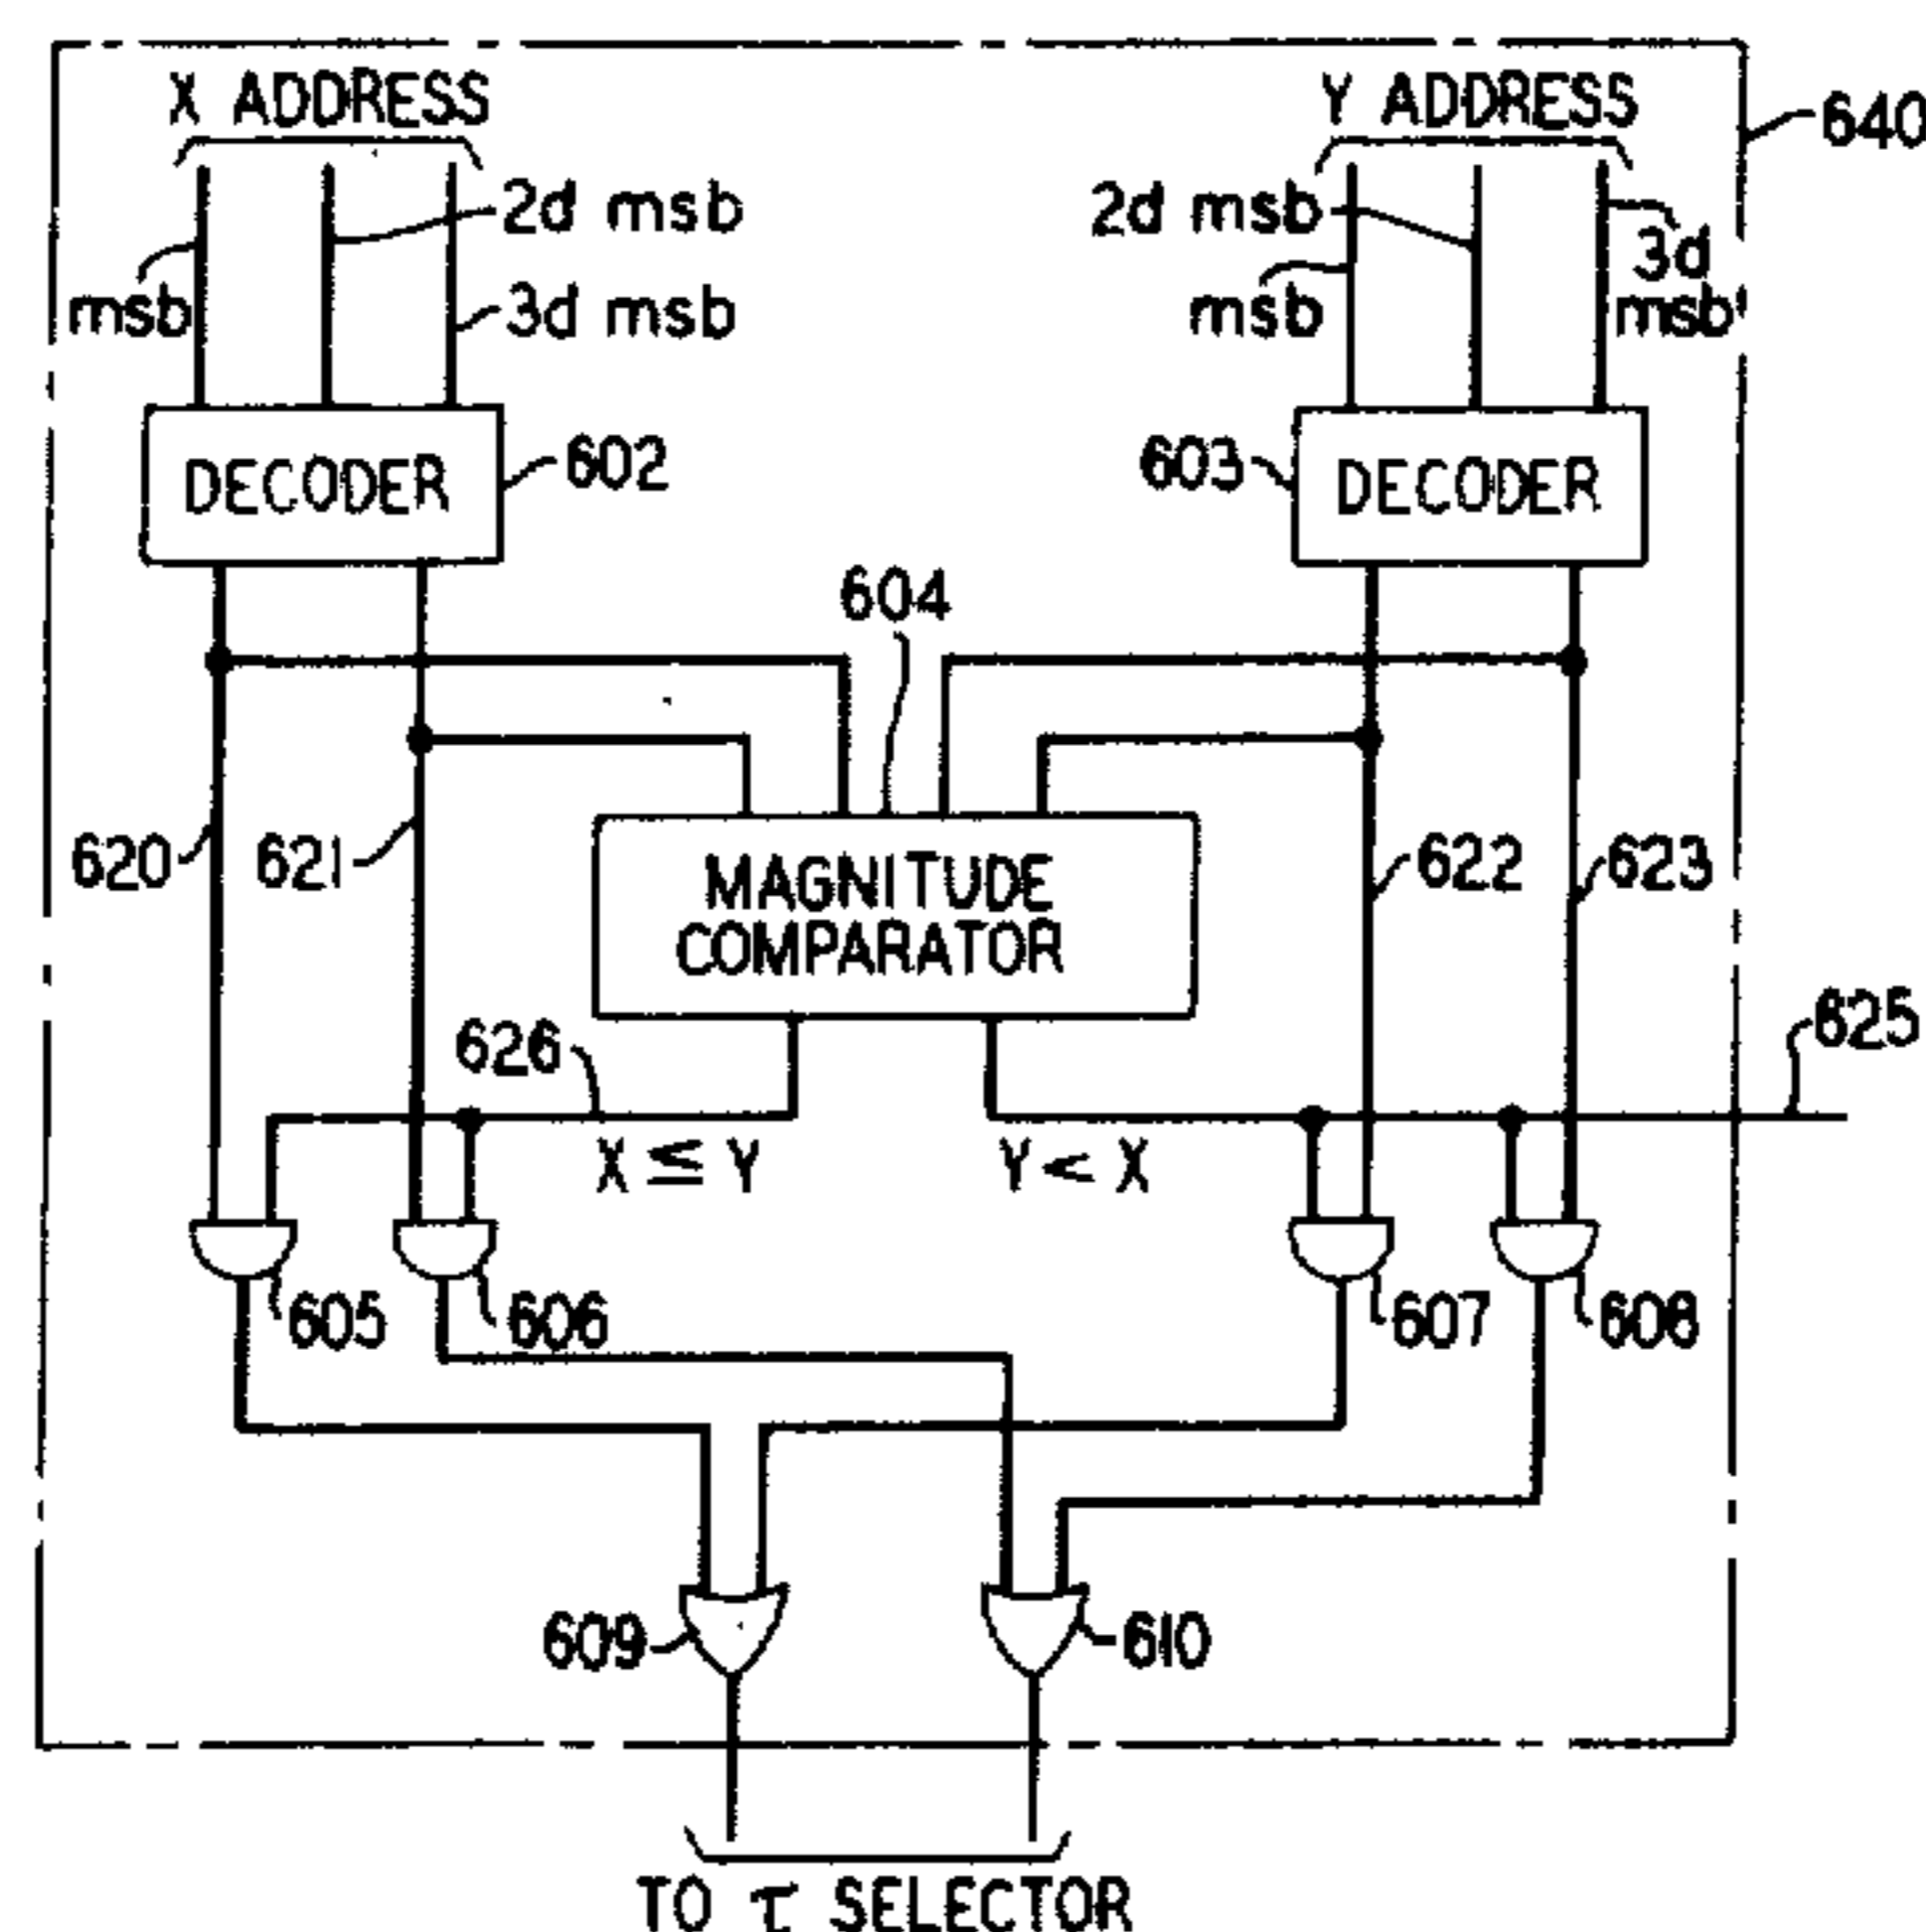 X ADDRESS
Y ADDRESS
640
2d msb
2d msb
3d
msb
msb
3d msb
msb
DECODER
602
603
DECODER
604
620
621
MAGNITUDE
COMPARATOR
622
623
626
625
X ≦ Y
Y < X
605
606
607
608
609
610
TO τ SELECTOR